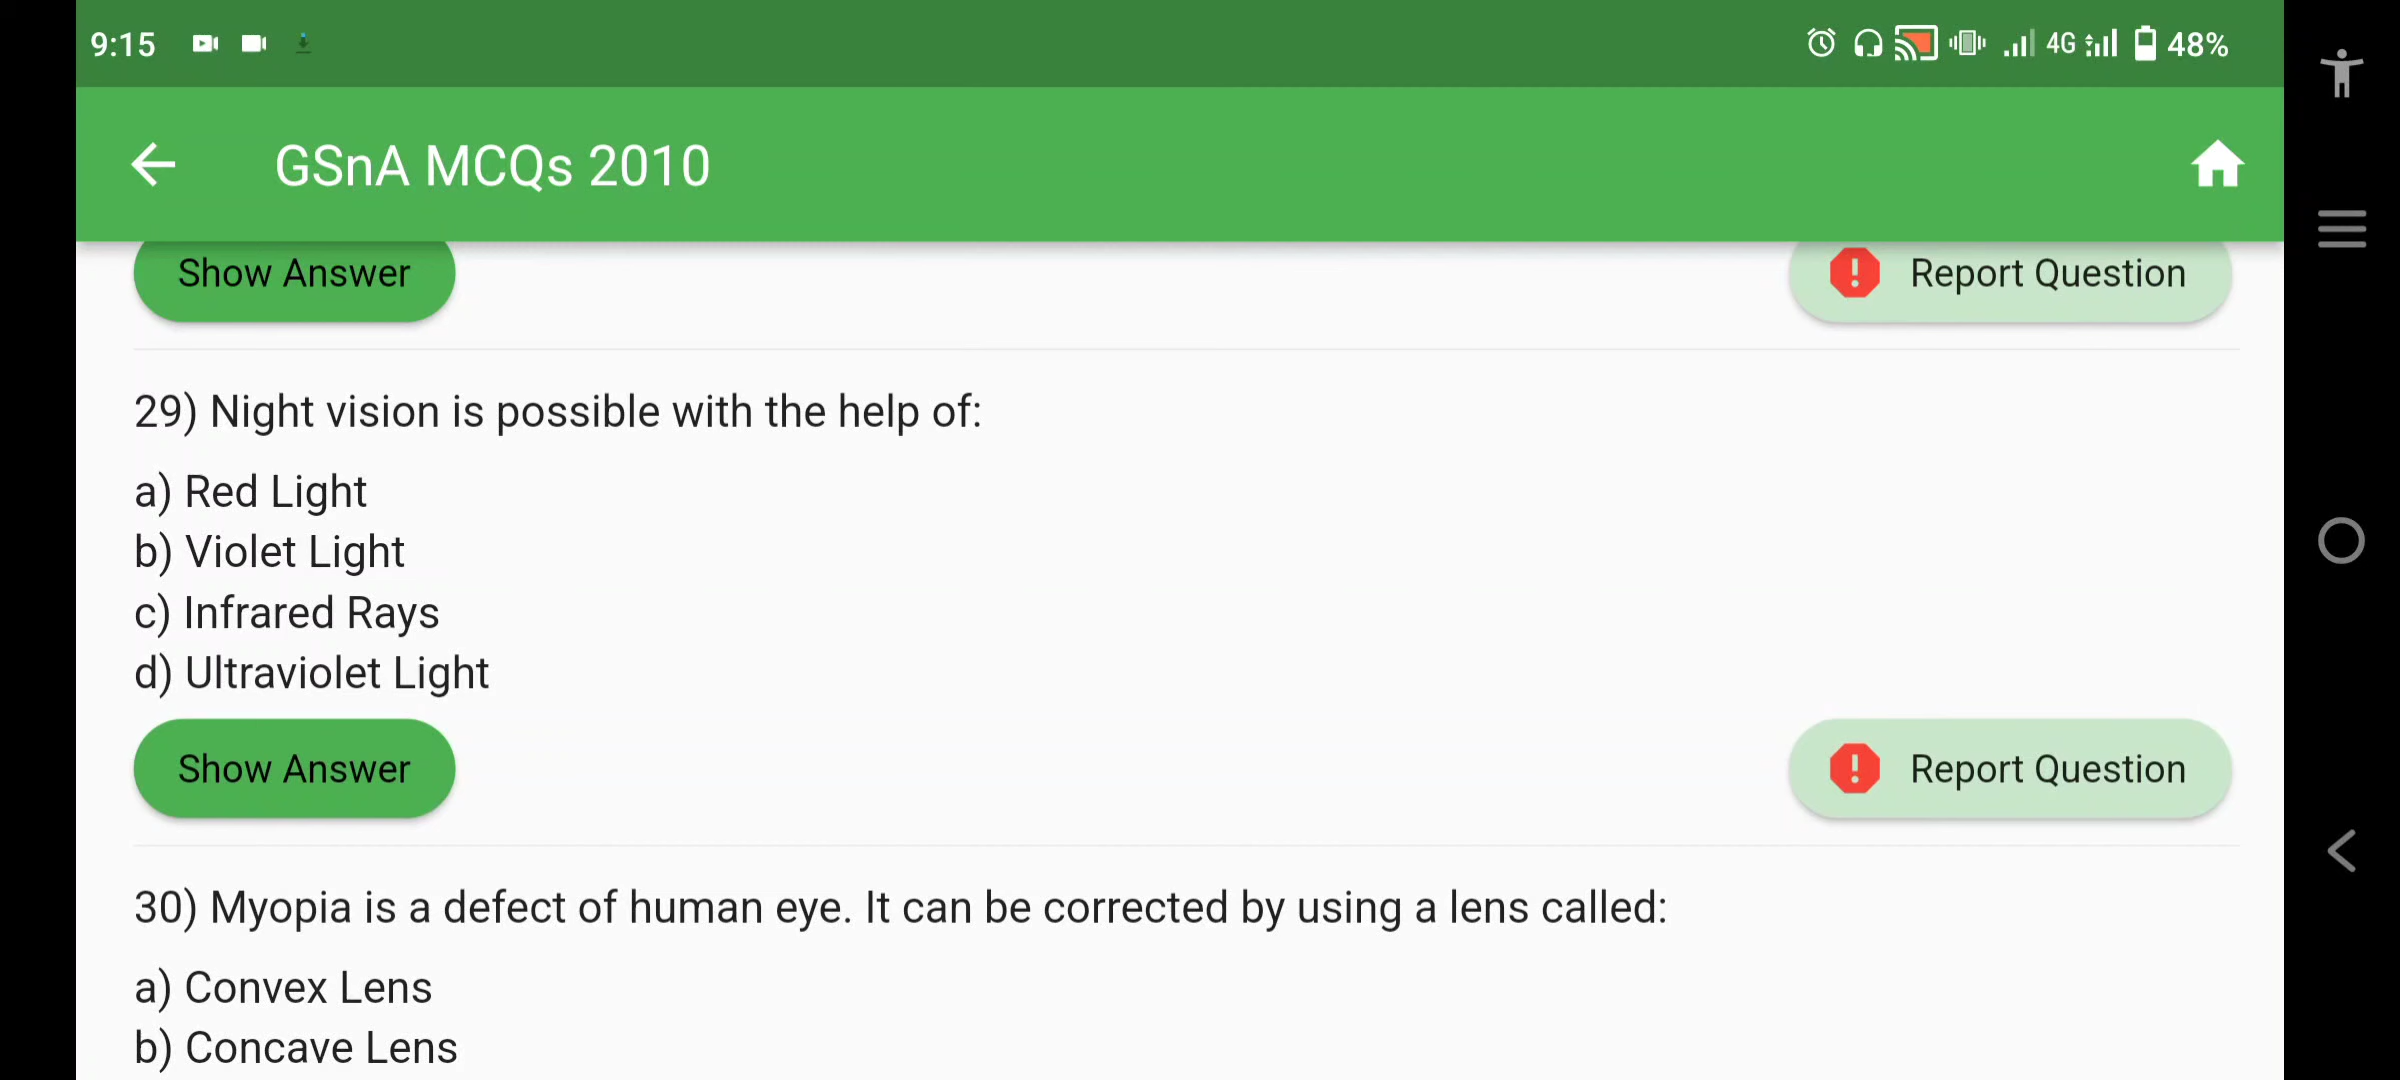 9:15
4G
48%
GSnA MCQs 2010
Show Answer
Report Question
29) Night vision is possible with the help of:
a) Red Light
b) Violet Light
c) Infrared Rays
d) Ultraviolet Light
Show Answer
Report Question
30) Myopia is a defect of human eye. It can be corrected by using a lens called:
a) Convex Lens
b) Concave Lens